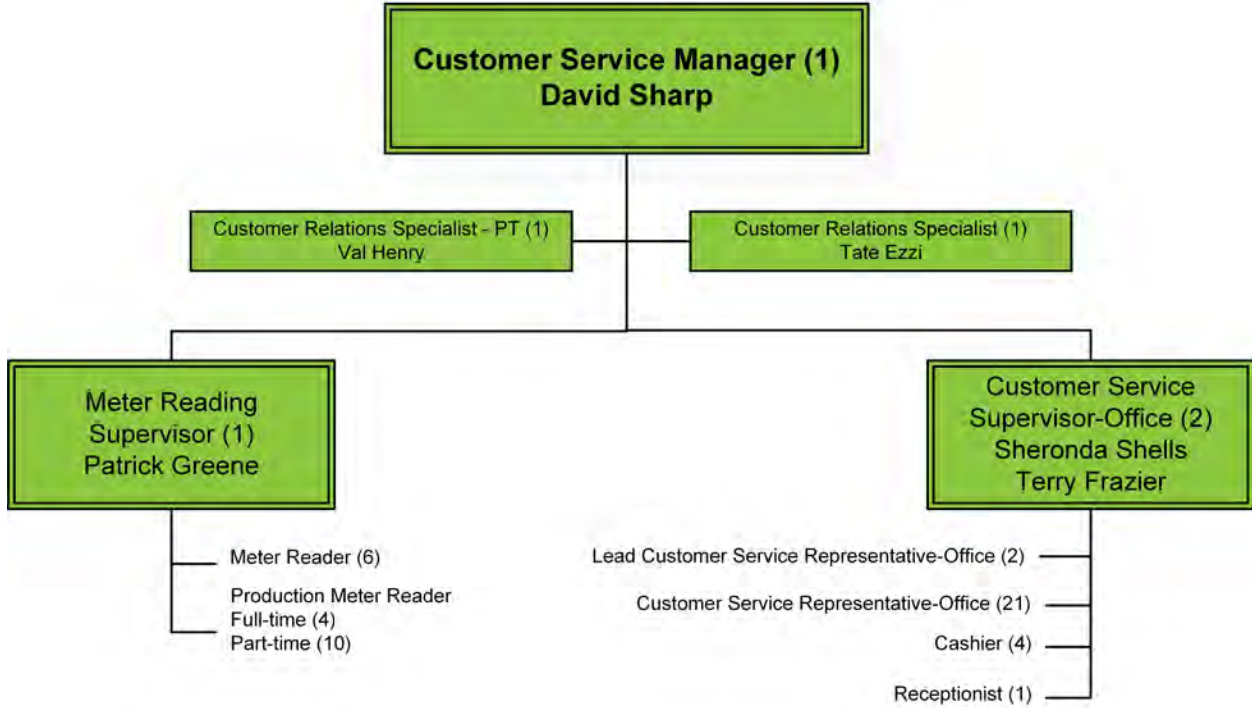 Customer Service Manager (1)
David Sharp
Customer Relations Specialist - PT (1)
Val Henry
Customer Relations Specialist (1)
Tate Ezzi
Meter Reading
Supervisor (1)
Patrick Greene
Customer Service
Supervisor-Office (2)
Sheronda Shells
Terry Frazier
Meter Reader (6)
Production Meter Reader
Full-time (4)
Part-time (10)
Lead Customer Service Representative-Office (2)
Customer Service Representative-Office (21)
Cashier (4)
Receptionist (1)